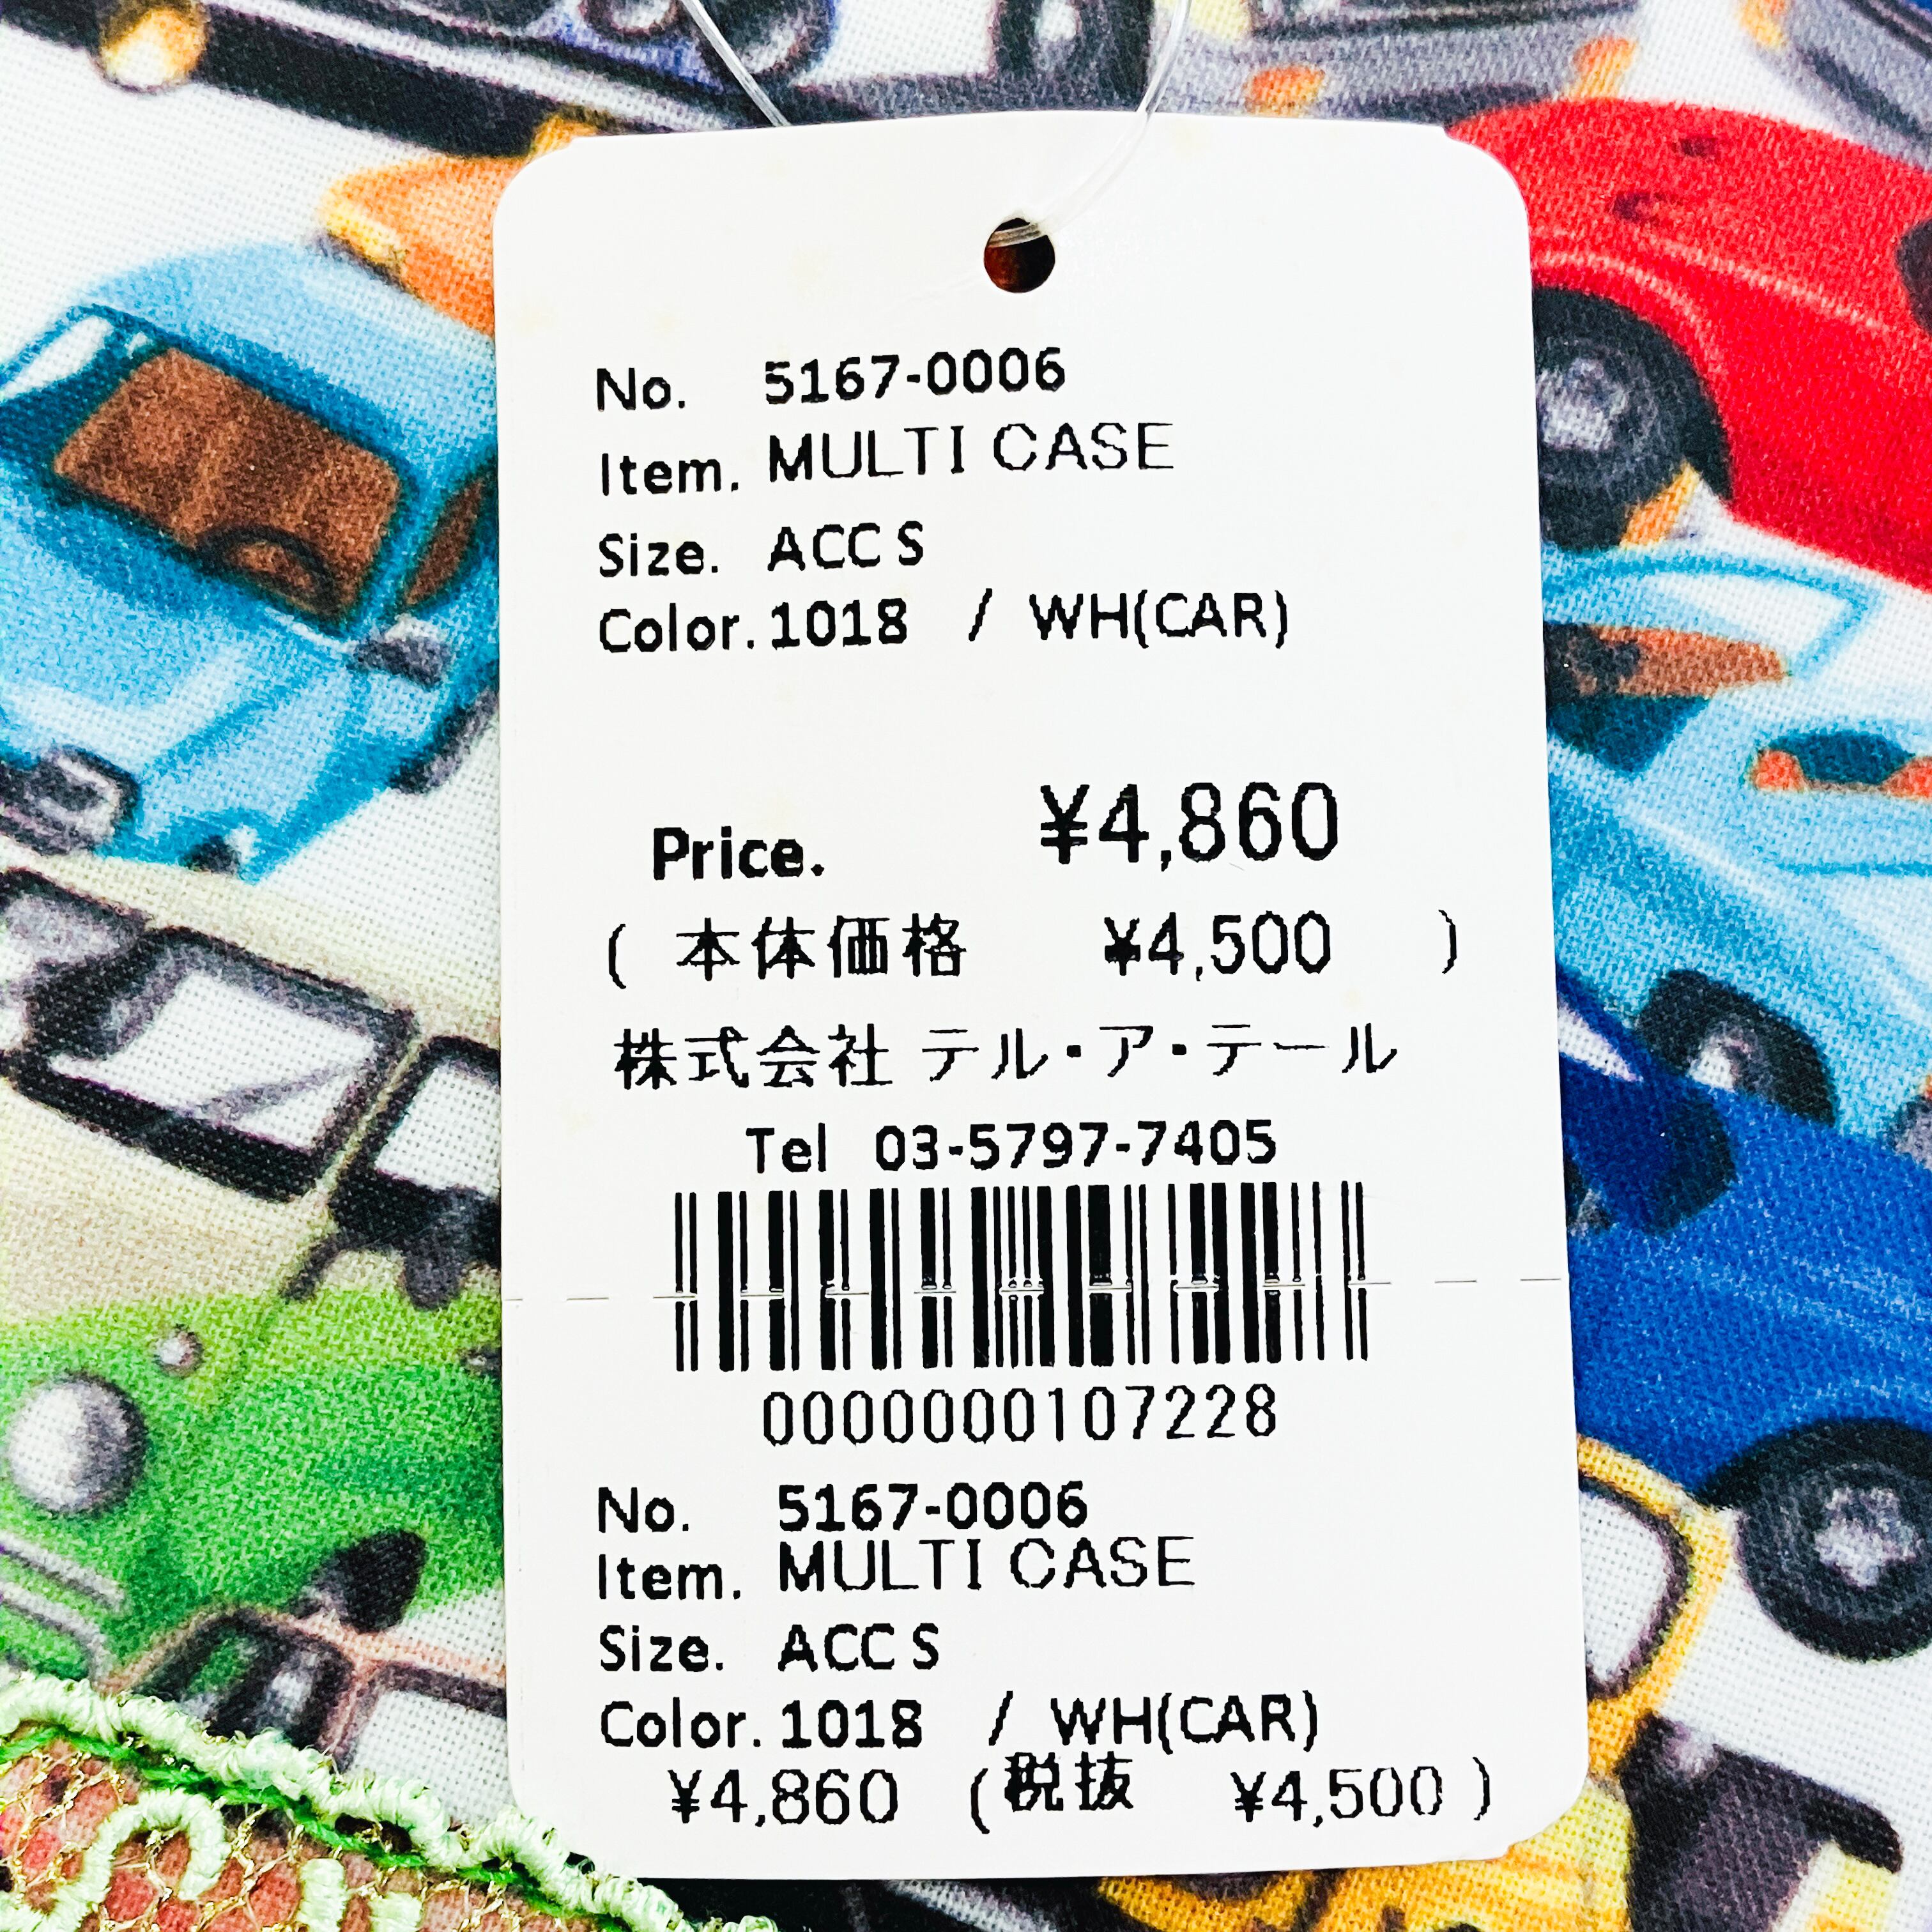 No. 5167-0006
Item. MULTI CASE
Size. ACC S
Color. 1018 / WH(CAR)
Price. ¥4,860
( 本体価格 ¥4,500 )
株式会社 テル・ア・テール
Tel 03-5797-7405
0000000107228
No. 5167-0006
Item. MULTI CASE
Size. ACC S
Color. 1018 / WH(CAR)
¥4,860 (税抜 ¥4,500 )